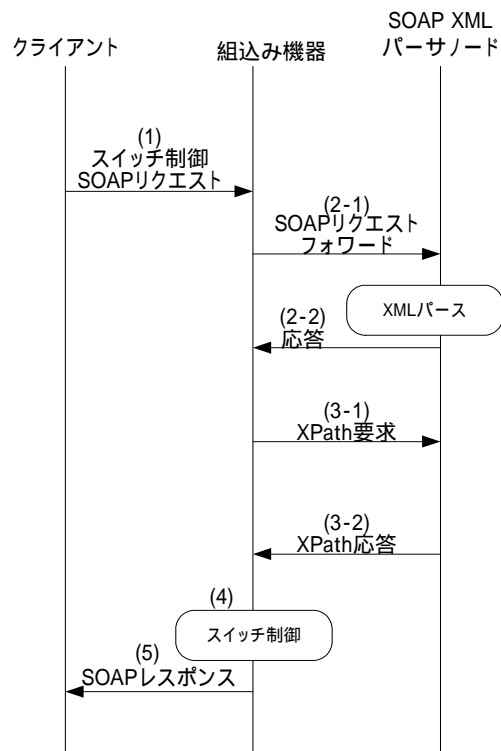 クライアント
組込み機器
SOAP XML
パーサノード
(1)
スイッチ制御
SOAPリクエスト
(2-1)
SOAPリクエスト
フォワード
XMLパース
(2-2)
応答
(3-1)
XPath要求
(3-2)
XPath応答
(4)
スイッチ制御
(5)
SOAPレスポンス